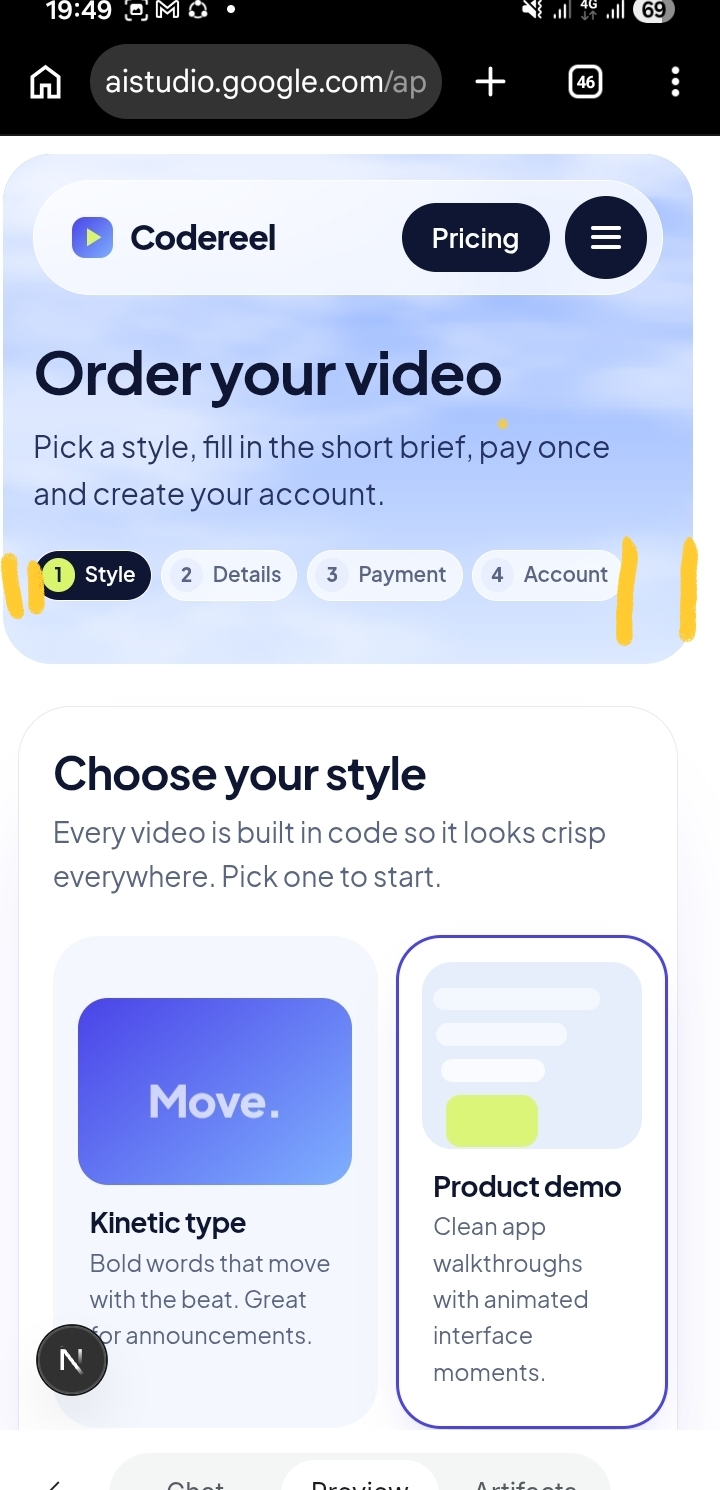 19:49
4G
69
aistudio.google.com/ap
46
Codereel
Pricing
Order your video
Pick a style, fill in the short brief, pay once
and create your account.
1 Style
2 Details
3 Payment
4 Account
Choose your style
Every video is built in code so it looks crisp
everywhere. Pick one to start.
Move.
Kinetic type
Bold words that move
with the beat. Great
for announcements.
Product demo
Clean app
walkthroughs
with animated
interface
moments.
N
Chat
Preview
Artifacts